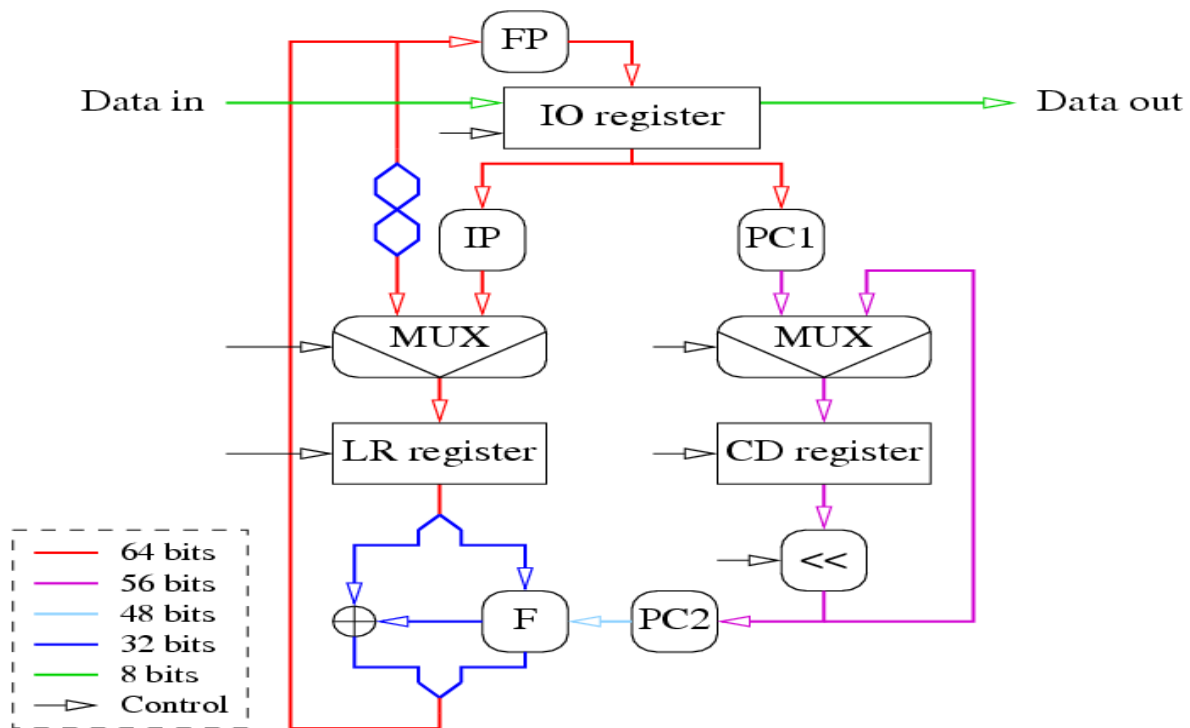 FP
Data in
IO register
Data out
IP
PC1
MUX
MUX
LR register
CD register
<<
F
PC2
64 bits
56 bits
48 bits
32 bits
8 bits
Control